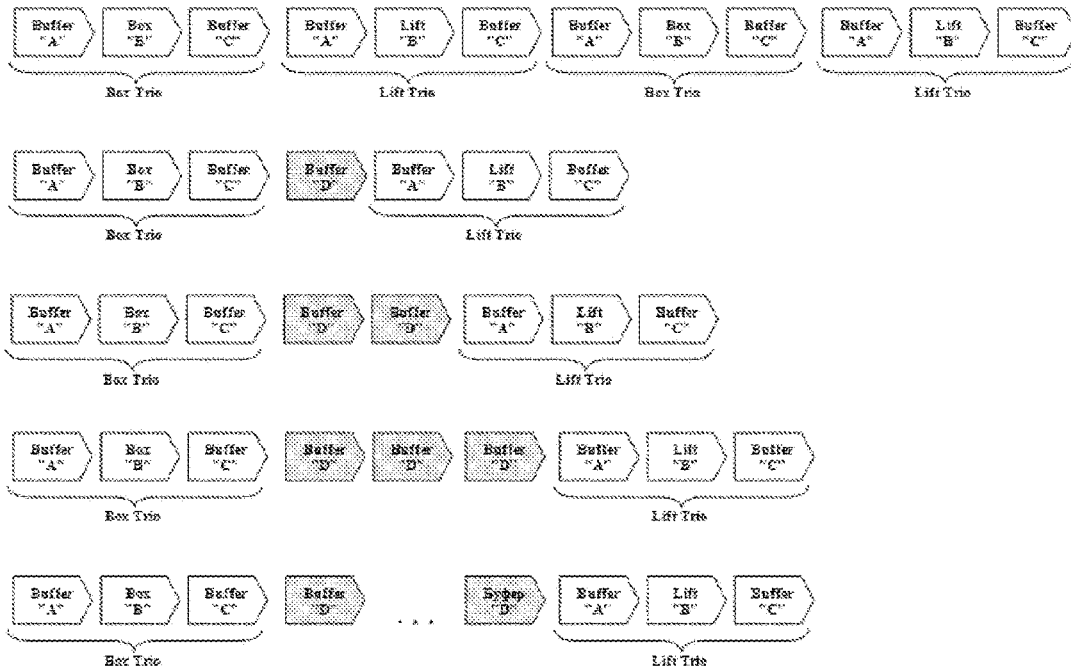 Buffer Box Buffer Buffer Lift Buffer Buffer Box Buffer Buffer Lift Buffer
"A" "B" "C" "A" "B" "C" "A" "B" "C" "A" "B" "C"
Box Trio Lift Trio Box Trio Lift Trio
Buffer Box Buffer Buffer Buffer Lift Buffer
"A" "B" "C" "D" "A" "B" "C"
Box Trio Lift Trio
Buffer Box Buffer Buffer Buffer Buffer Lift Buffer
"A" "B" "C" "D" "D" "A" "B" "C"
Box Trio Lift Trio
Buffer Box Buffer Buffer Buffer Buffer Buffer Lift Buffer
"A" "B" "C" "D" "D" "D" "A" "B" "C"
Box Trio Lift Trio
Buffer Box Buffer Buffer Буфер Buffer Lift Buffer
"A" "B" "C" "D" . . . "D" "A" "B" "C"
Box Trio Lift Trio